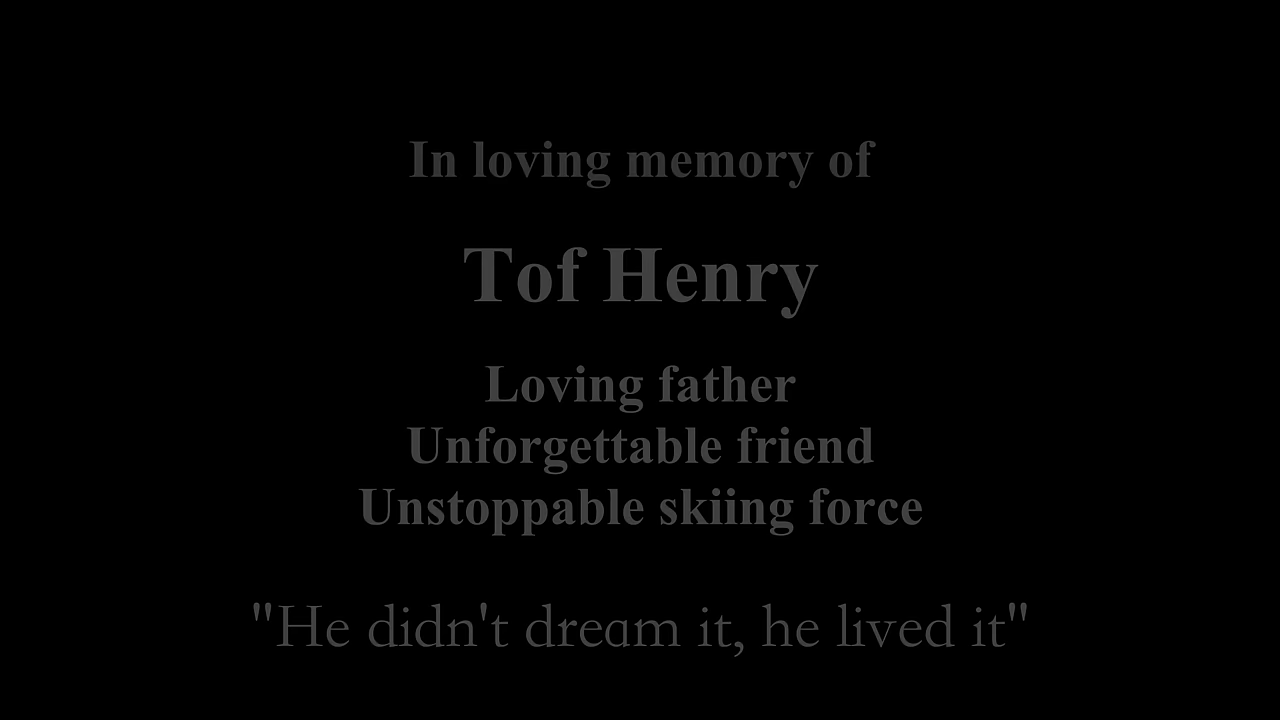 In loving memory of
Tof Henry
Loving father
Unforgettable friend
Unstoppable skiing force
"He didn't dream it, he lived it"